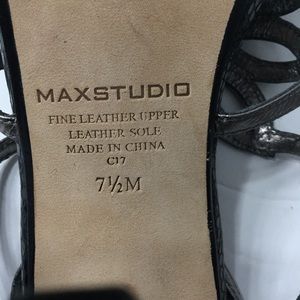 MAXSTUDIO
FINE LEATHER UPPER
LEATHER SOLE
MADE IN CHINA
C17
7½M